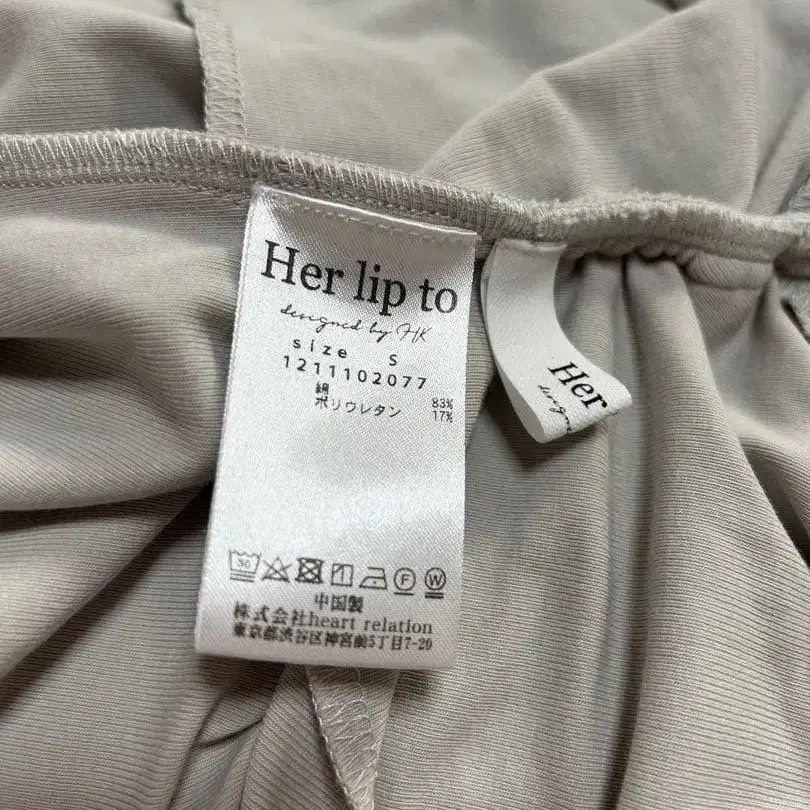 Her lip to
designed by HK
size S
1211102077
綿 83%
ポリウレタン 17%
30
F
W
中国製
株式会社heart relation
東京都渋谷区神宮前5丁目7-20
Her